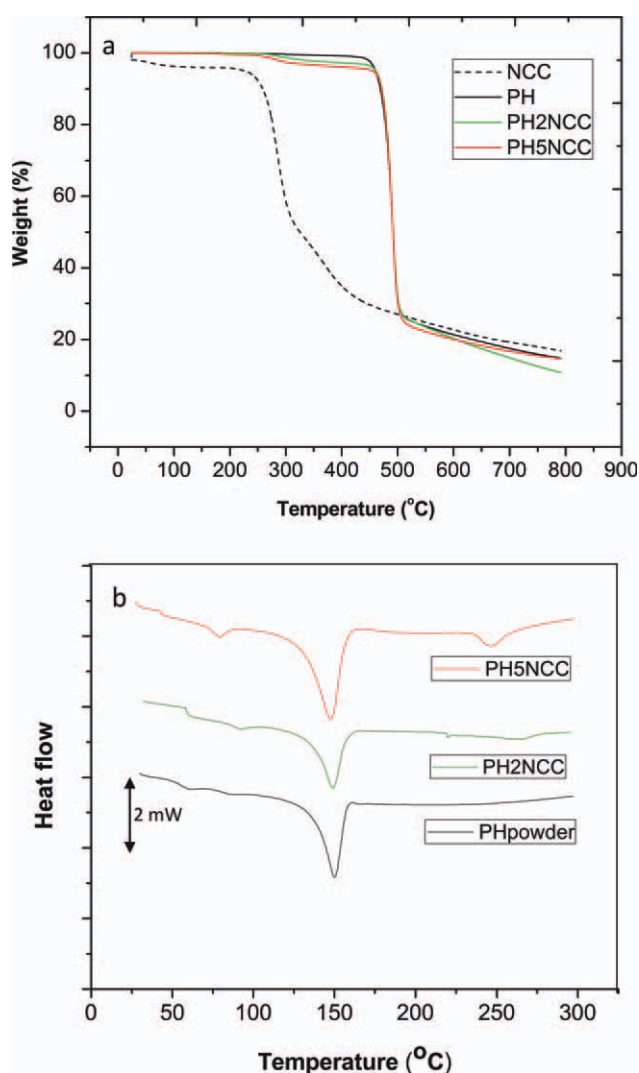 a
100
80
60
40
20
0
Weight (%)
NCC
PH
PH2NCC
PH5NCC
0 100 200 300 400 500 600 700 800 900
Temperature (°C)
b
PH5NCC
PH2NCC
PHpowder
2 mW
Heat flow
0 50 100 150 200 250 300
Temperature (°C)